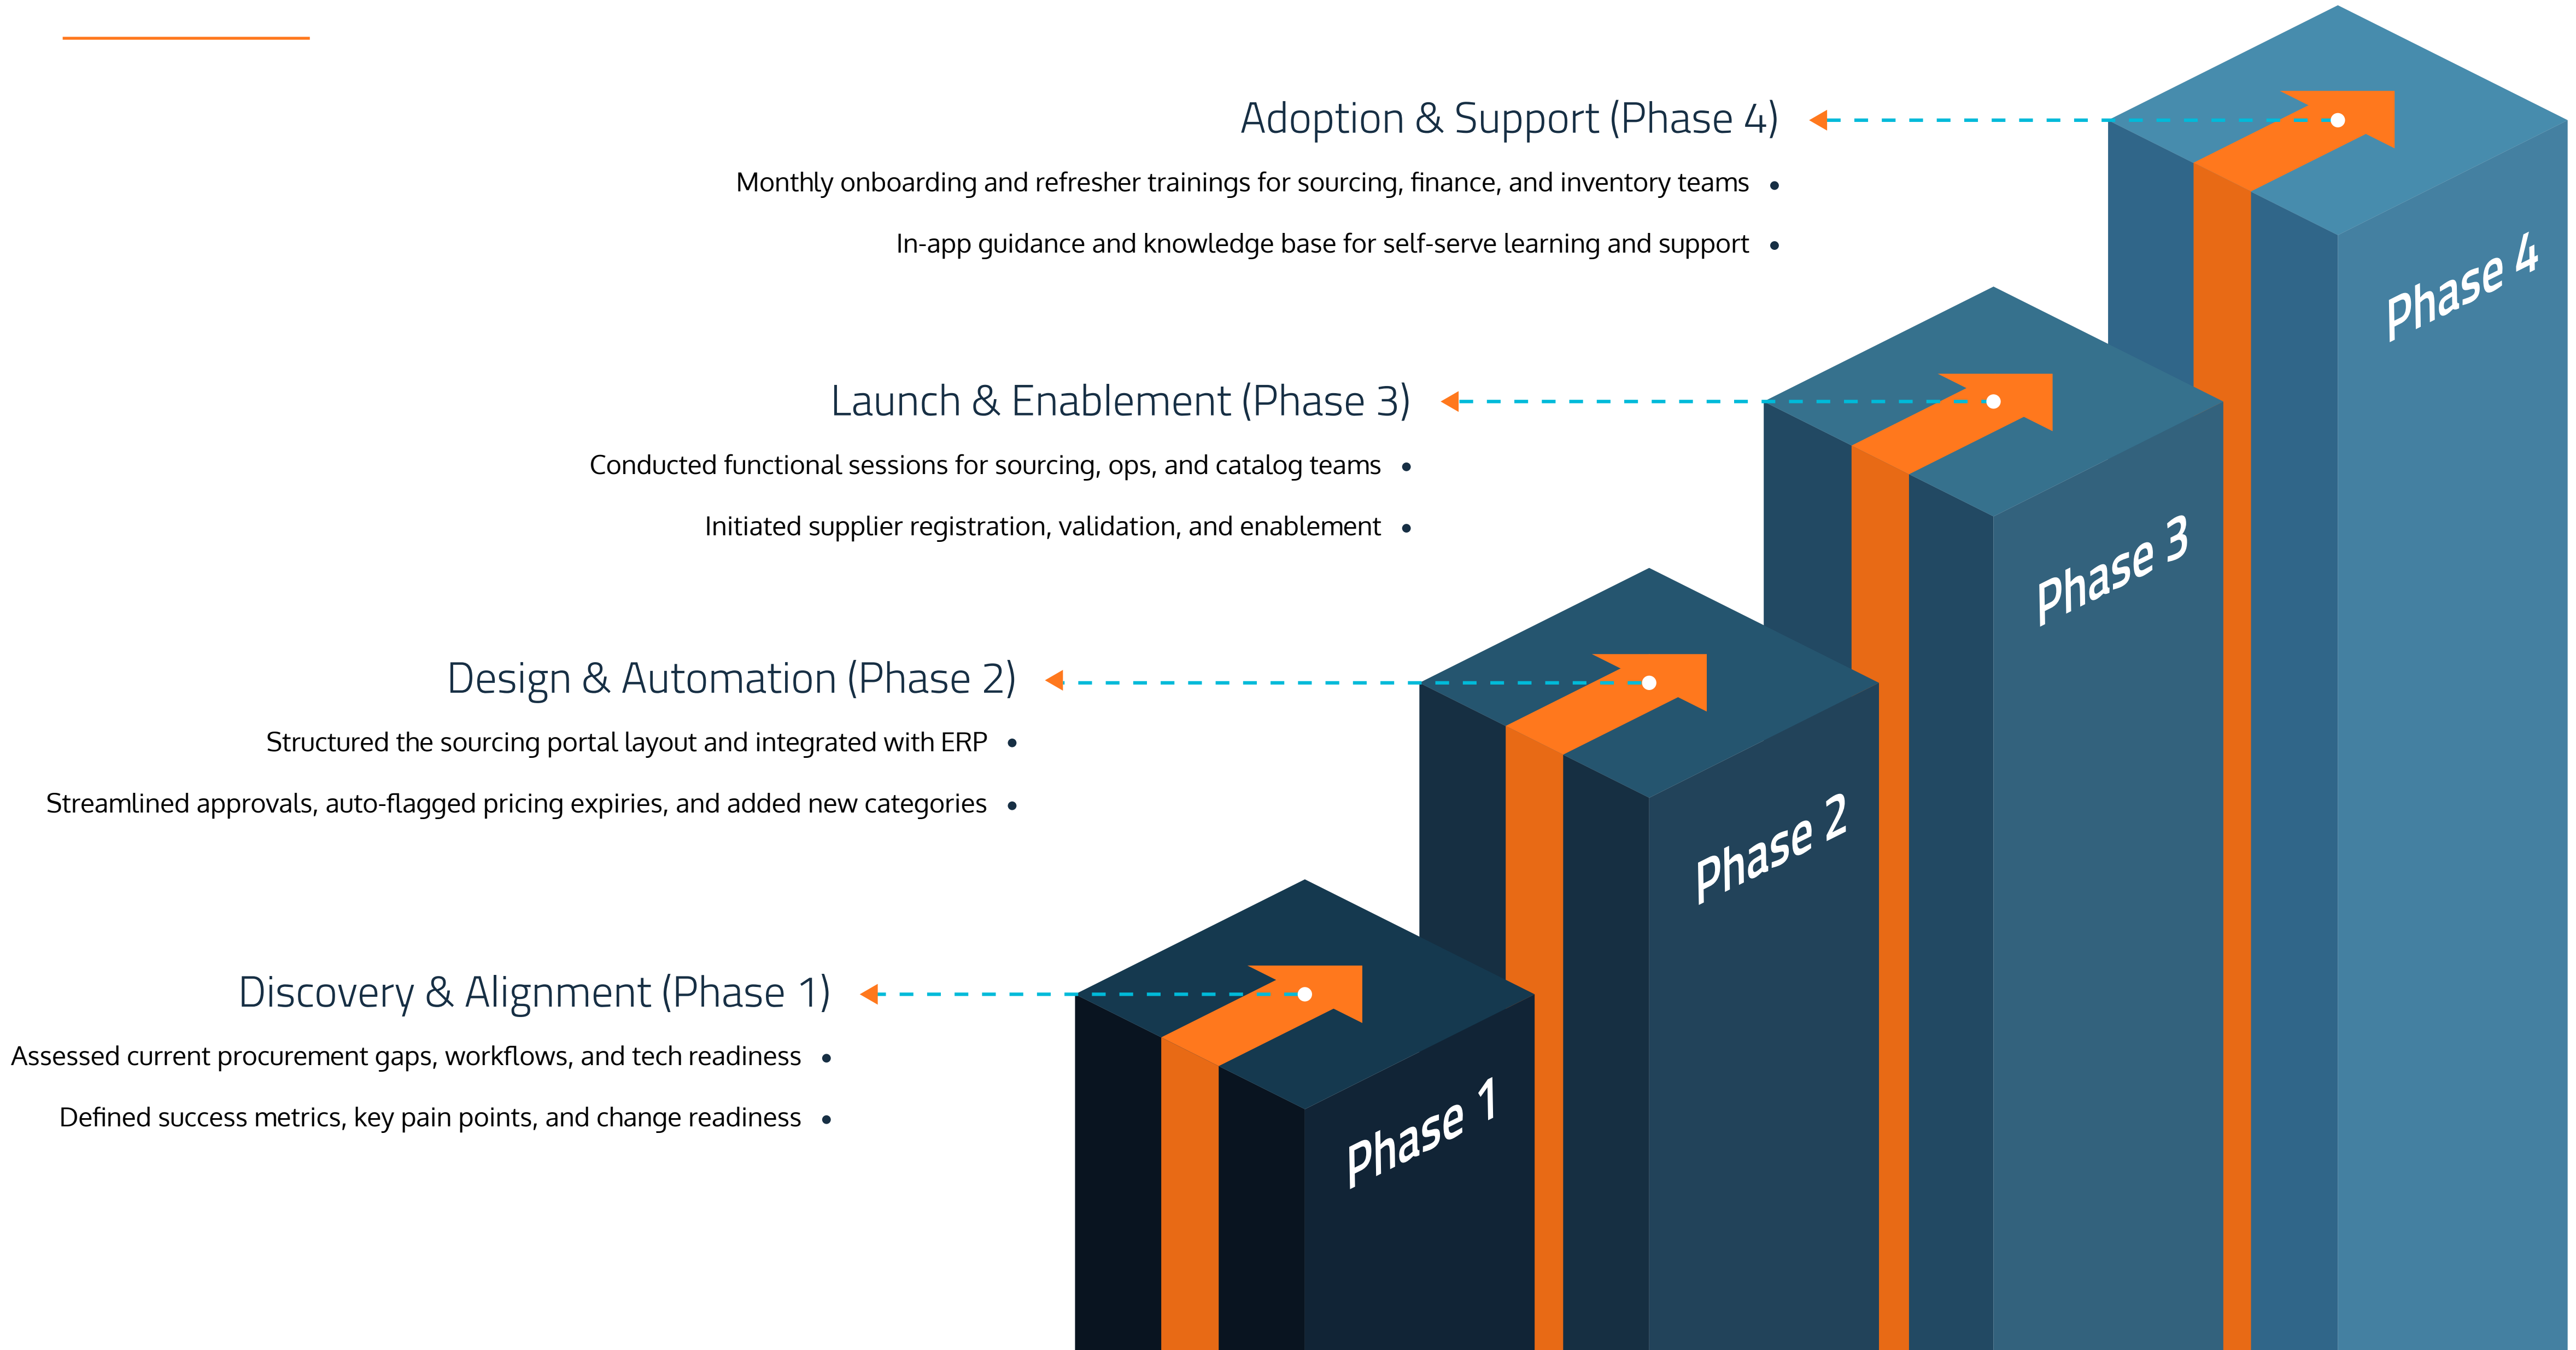 Adoption & Support (Phase 4)
Monthly onboarding and refresher trainings for sourcing, finance, and inventory teams •
In-app guidance and knowledge base for self-serve learning and support •
Phase 4
Launch & Enablement (Phase 3)
Conducted functional sessions for sourcing, ops, and catalog teams •
Initiated supplier registration, validation, and enablement •
Phase 3
Design & Automation (Phase 2)
Structured the sourcing portal layout and integrated with ERP •
Streamlined approvals, auto-flagged pricing expiries, and added new categories •
Phase 2
Discovery & Alignment (Phase 1)
Assessed current procurement gaps, workflows, and tech readiness •
Defined success metrics, key pain points, and change readiness •
Phase 1